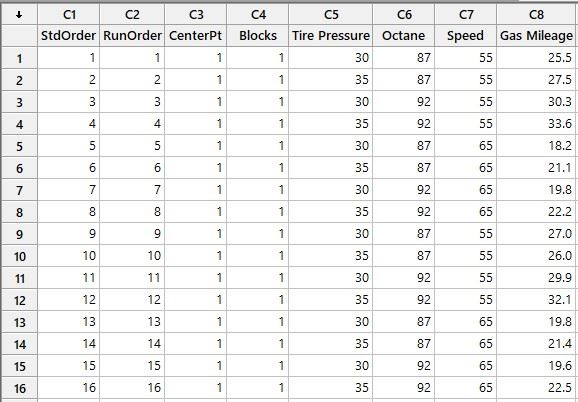 C1 C2 C3 C4 C5 C6 C7 C8
StdOrder RunOrder CenterPt Blocks Tire Pressure Octane Speed Gas Mileage
1 1 1 1 1 30 87 55 25.5
2 2 2 1 1 35 87 55 27.5
3 3 3 1 1 30 92 55 30.3
4 4 4 1 1 35 92 55 33.6
5 5 5 1 1 30 87 65 18.2
6 6 6 1 1 35 87 65 21.1
7 7 7 1 1 30 92 65 19.8
8 8 8 1 1 35 92 65 22.2
9 9 9 1 1 30 87 55 27.0
10 10 10 1 1 35 87 55 26.0
11 11 11 1 1 30 92 55 29.9
12 12 12 1 1 35 92 55 32.1
13 13 13 1 1 30 87 65 19.8
14 14 14 1 1 35 87 65 21.4
15 15 15 1 1 30 92 65 19.6
16 16 16 1 1 35 92 65 22.5